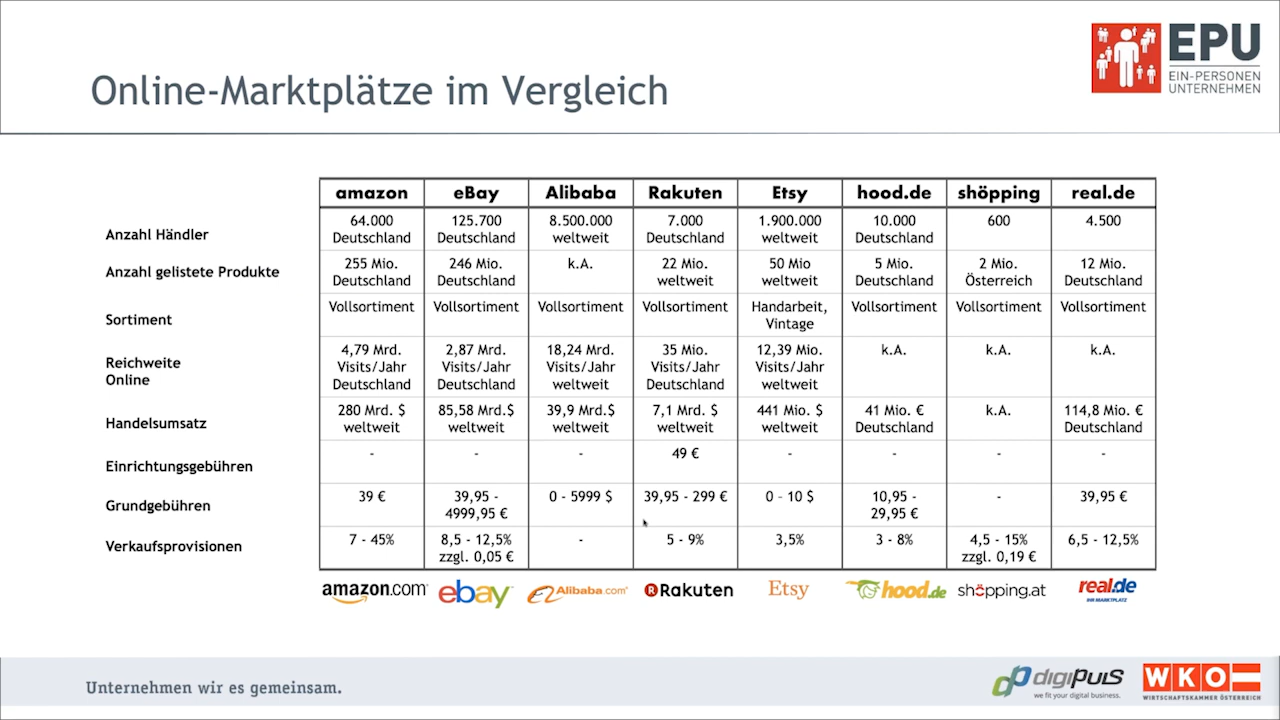 EPU
EIN-PERSONEN
UNTERNEHMEN
Online-Marktplätze im Vergleich
amazon eBay Alibaba Rakuten Etsy hood.de shöpping real.de
Anzahl Händler
64.000 125.700 8.500.000 7.000 1.900.000 10.000 600 4.500
Deutschland Deutschland weltweit Deutschland weltweit Deutschland
Anzahl gelistete Produkte
255 Mio. 246 Mio. k.A. 22 Mio. 50 Mio 5 Mio. 2 Mio. 12 Mio.
Deutschland Deutschland weltweit weltweit Deutschland Österreich Deutschland
Sortiment
Vollsortiment Vollsortiment Vollsortiment Vollsortiment Handarbeit, Vollsortiment Vollsortiment Vollsortiment
Vintage
Reichweite
Online
4,79 Mrd. 2,87 Mrd. 18,24 Mrd. 35 Mio. 12,39 Mio. k.A. k.A. k.A.
Visits/Jahr Visits/Jahr Visits/Jahr Visits/Jahr Visits/Jahr
Deutschland Deutschland weltweit Deutschland weltweit
Handelsumsatz
280 Mrd. $ 85,58 Mrd.$ 39,9 Mrd.$ 7,1 Mrd. $ 441 Mio. $ 41 Mio. € k.A. 114,8 Mio. €
weltweit weltweit weltweit weltweit weltweit Deutschland Deutschland
Einrichtungsgebühren
- - - 49 € - - - -
Grundgebühren
39 € 39,95 - 0 - 5999 $ 39,95 - 299 € 0 - 10 $ 10,95 - - 39,95 €
4999,95 € 29,95 €
Verkaufsprovisionen
7 - 45% 8,5 - 12,5% - 5 - 9% 3,5% 3 - 8% 4,5 - 15% 6,5 - 12,5%
zzgl. 0,05 € zzgl. 0,19 €
amazon.com ebay Alibaba.com Rakuten Etsy hood.de shöpping.at real.de
IHR MARKTPLATZ
Unternehmen wir es gemeinsam.
digipuls
we fit your digital business.
WKO
WIRTSCHAFTSKAMMER ÖSTERREICH